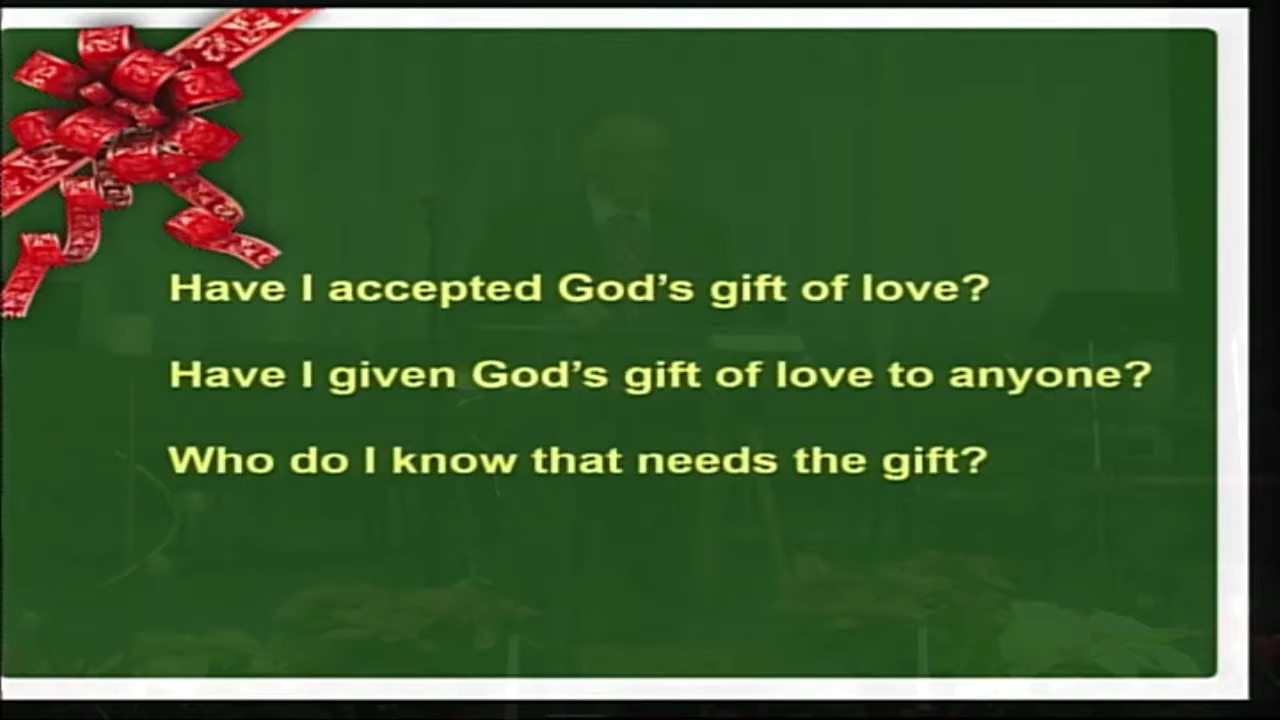 Have I accepted God’s gift of love?
Have I given God’s gift of love to anyone?
Who do I know that needs the gift?